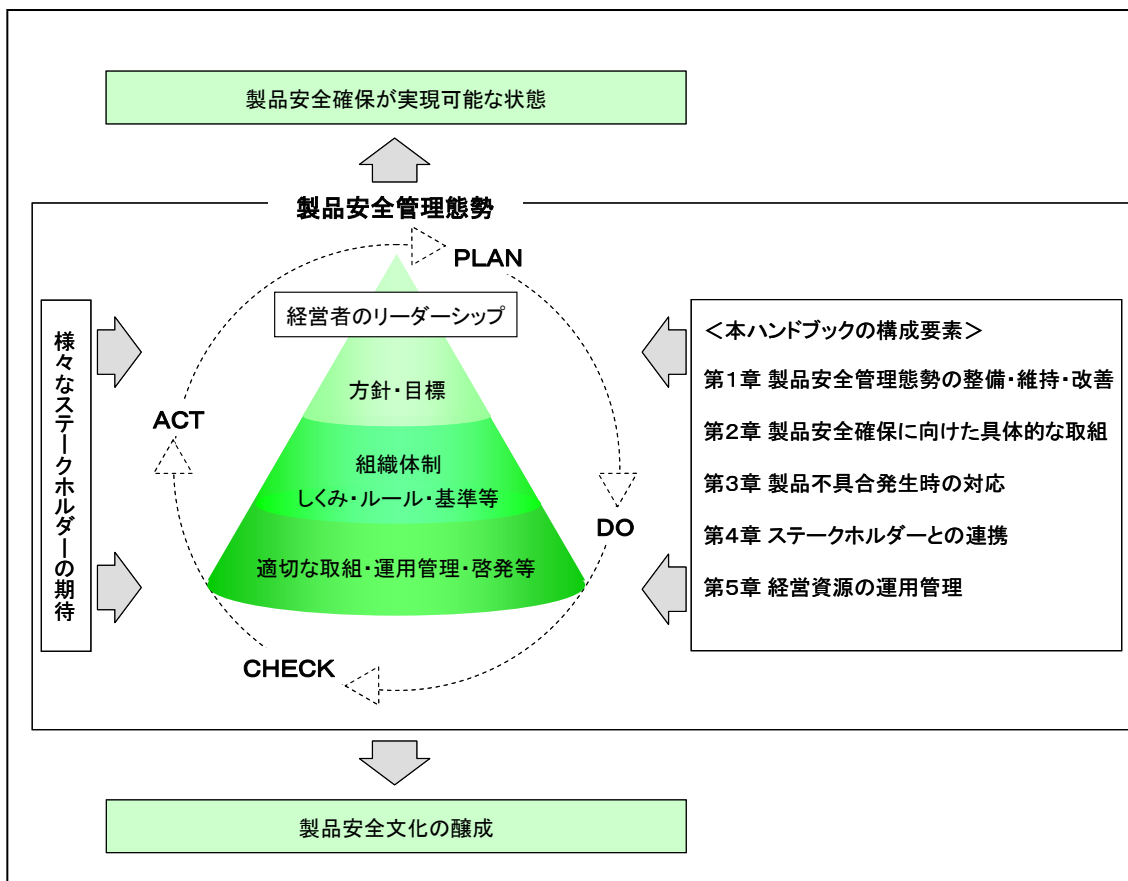 製品安全確保が実現可能な状態
製品安全管理態勢
PLAN
経営者のリーダーシップ
方針・目標
組織体制
しくみ・ルール・基準等
適切な取組・運用管理・啓発等
ACT
DO
CHECK
様々なステークホルダーの期待
＜本ハンドブックの構成要素＞
第１章 製品安全管理態勢の整備・維持・改善
第２章 製品安全確保に向けた具体的な取組
第３章 製品不具合発生時の対応
第４章 ステークホルダーとの連携
第５章 経営資源の運用管理
製品安全文化の醸成